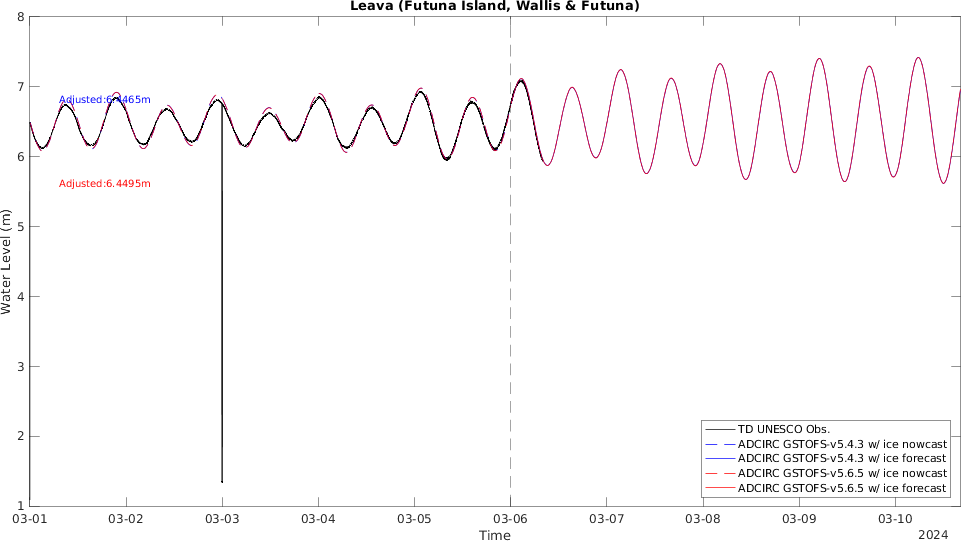 Leava (Futuna Island, Wallis & Futuna)
8
7
6
5
4
3
2
1
Water Level (m)
Adjusted:6.4465m
Adjusted:6.4495m
TD UNESCO Obs.
ADCIRC GSTOFS-v5.4.3 w/ ice nowcast
ADCIRC GSTOFS-v5.4.3 w/ ice forecast
ADCIRC GSTOFS-v5.6.5 w/ ice nowcast
ADCIRC GSTOFS-v5.6.5 w/ ice forecast
03-01 03-02 03-03 03-04 03-05 03-06 03-07 03-08 03-09 03-10
Time
2024